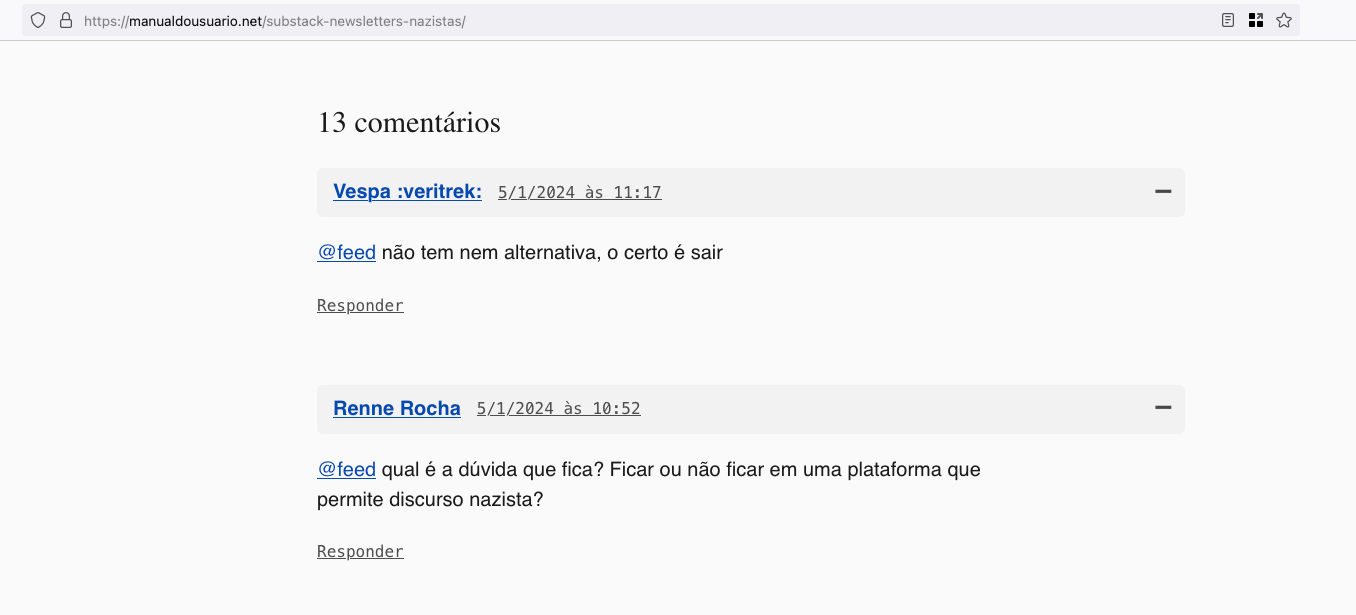 https://manualdousuario.net/substack-newsletters-nazistas/
13 comentários
Vespa :veritrek: 5/1/2024 às 11:17
@feed não tem nem alternativa, o certo é sair
Responder
Renne Rocha 5/1/2024 às 10:52
@feed qual é a dúvida que fica? Ficar ou não ficar em uma plataforma que
permite discurso nazista?
Responder